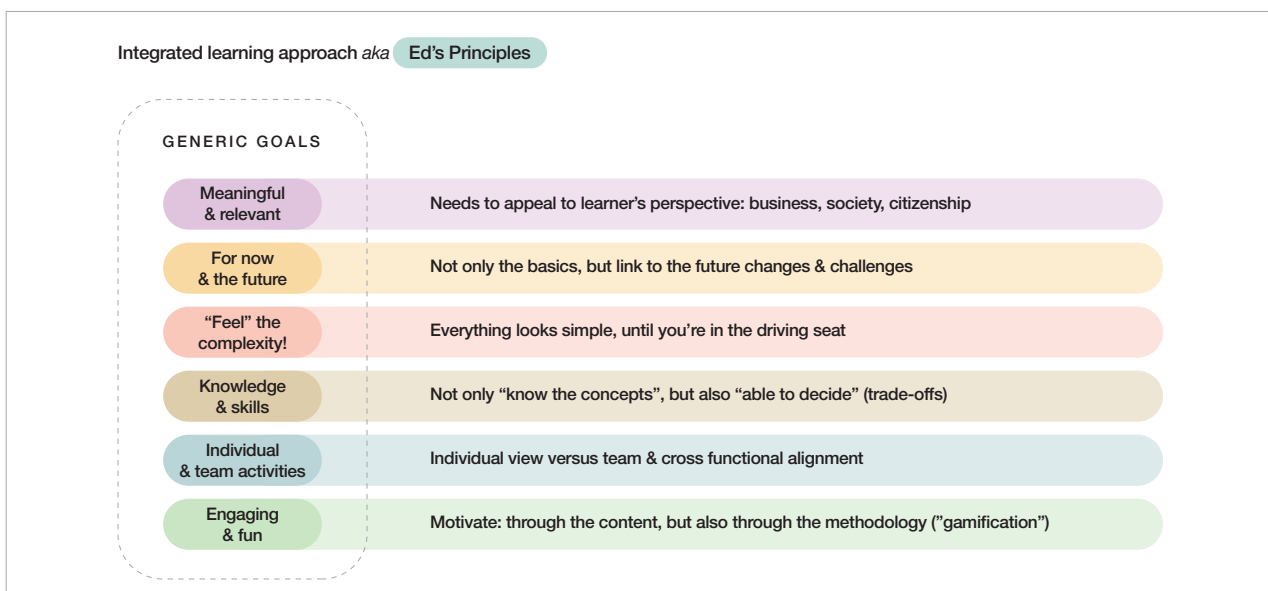 Integrated learning approach aka Ed’s Principles
GENERIC GOALS
Meaningful
& relevant
Needs to appeal to learner’s perspective: business, society, citizenship
For now
& the future
Not only the basics, but link to the future changes & challenges
“Feel” the
complexity!
Everything looks simple, until you’re in the driving seat
Knowledge
& skills
Not only “know the concepts”, but also “able to decide” (trade-offs)
Individual
& team activities
Individual view versus team & cross functional alignment
Engaging
& fun
Motivate: through the content, but also through the methodology (”gamification”)